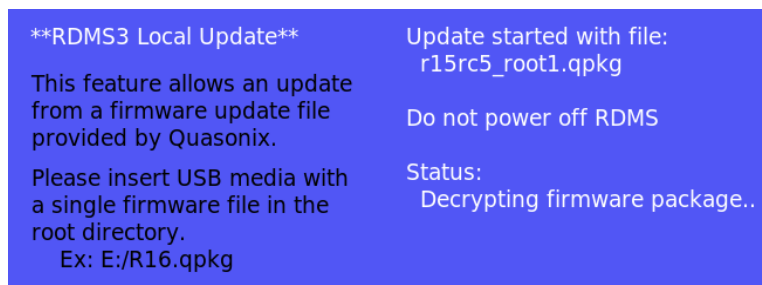 **RDMS3 Local Update**
This feature allows an update
from a firmware update file
provided by Quasonix.
Please insert USB media with
a single firmware file in the
root directory.
Ex: E:/R16.qpkg
Update started with file:
r15rc5_root1.qpkg
Do not power off RDMS
Status:
Decrypting firmware package..